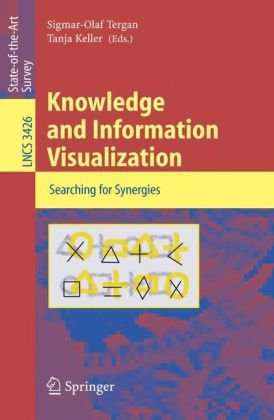 Sigmar-Olaf Tergan
Tanja Keller (Eds.)
State-of-the-Art
Survey
LNCS 3426
Knowledge
and Information
Visualization
Searching for Synergies
Springer